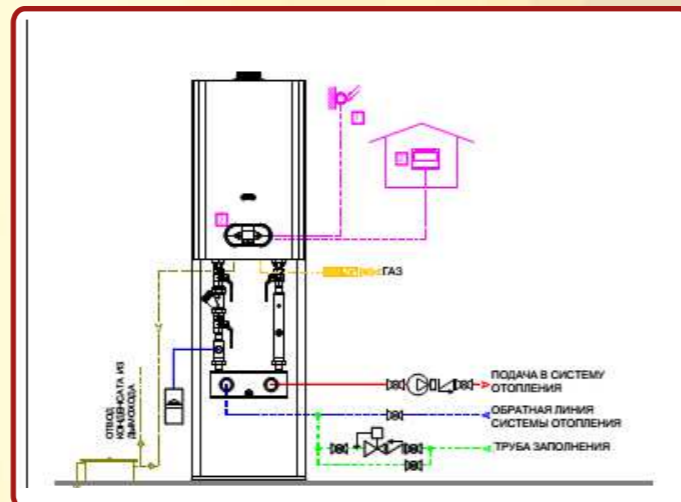 ГАЗ
ПОДАЧА В СИСТЕМУ
ОТОПЛЕНИЯ
ОБРАТНАЯ ЛИНИЯ
СИСТЕМЫ ОТОПЛЕНИЯ
ТРУБА ЗАПОЛНЕНИЯ
ОТВОД
КОНДЕНСАТА ИЗ
ДЫМОХОДА